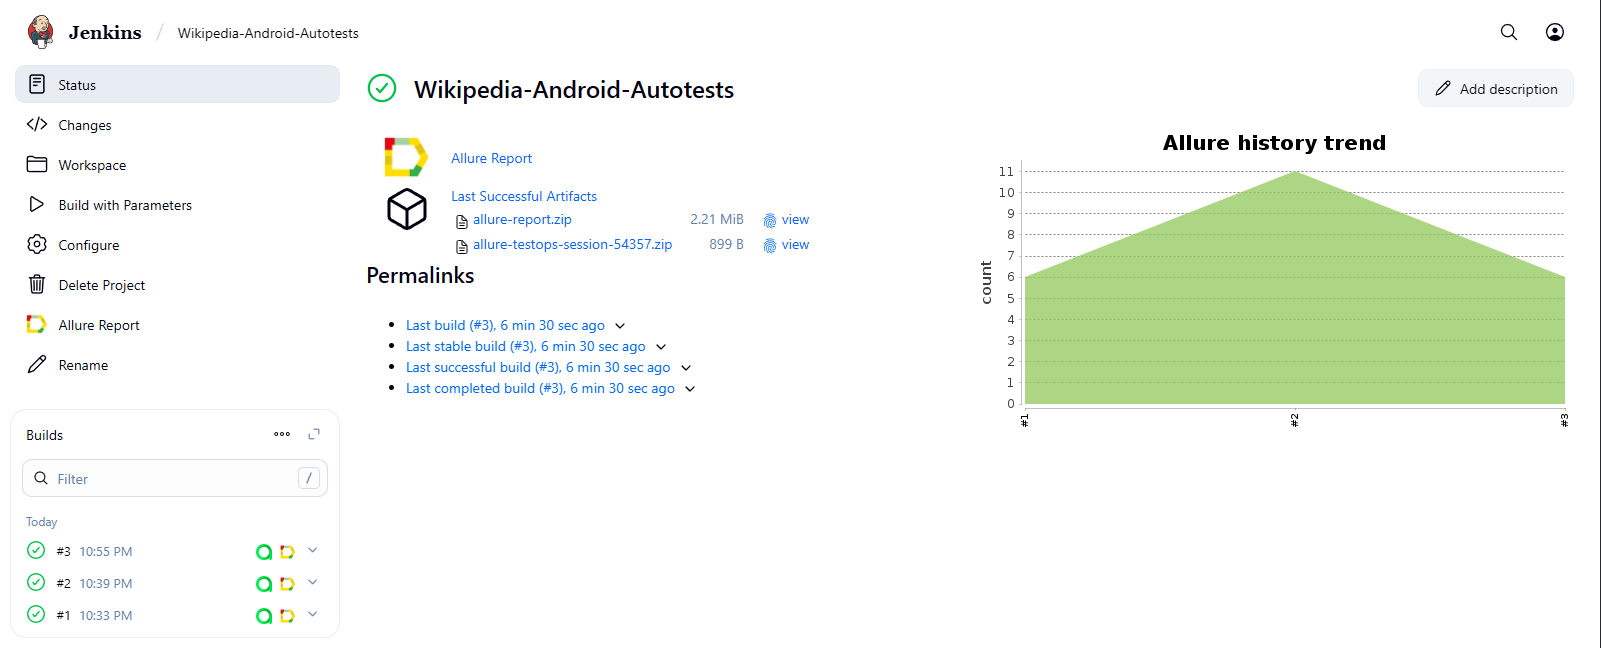 Jenkins / Wikipedia-Android-Autotests
Status
Changes
Workspace
Build with Parameters
Configure
Delete Project
Allure Report
Rename
Builds
Filter /
Today
#3 10:55 PM
#2 10:39 PM
#1 10:33 PM
Wikipedia-Android-Autotests
Add description
Allure Report
Last Successful Artifacts
allure-report.zip 2.21 MiB view
allure-testops-session-54357.zip 899 B view
Permalinks
Last build (#3), 6 min 30 sec ago
Last stable build (#3), 6 min 30 sec ago
Last successful build (#3), 6 min 30 sec ago
Last completed build (#3), 6 min 30 sec ago
Allure history trend
count
11
10
9
8
7
6
5
4
3
2
1
0
#1
#2
#3